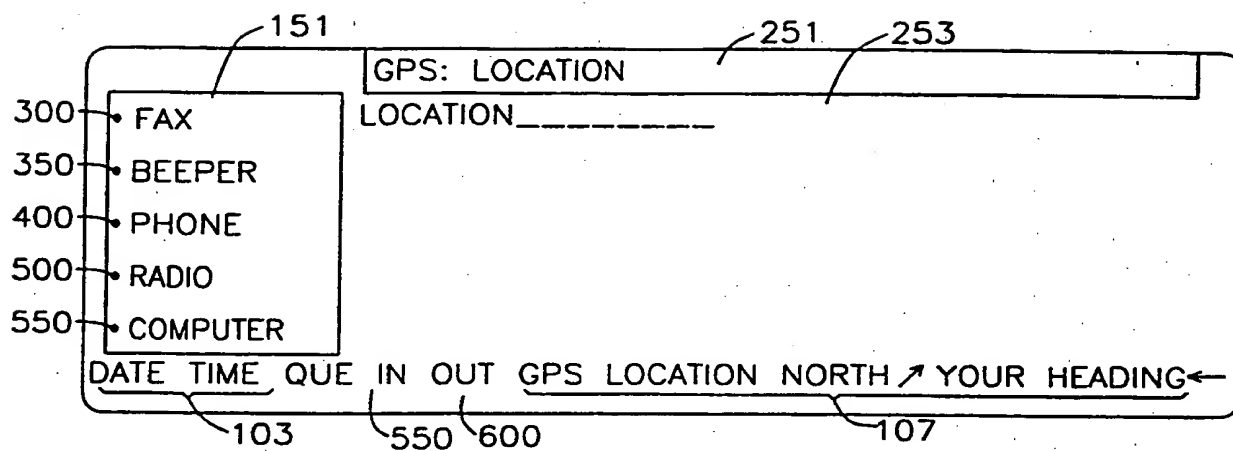 151
251
253
GPS: LOCATION
300 FAX
LOCATION_________
350 BEEPER
400 PHONE
500 RADIO
550 COMPUTER
DATE TIME QUE IN OUT GPS LOCATION NORTH↗ YOUR HEADING←
103
550
600
107